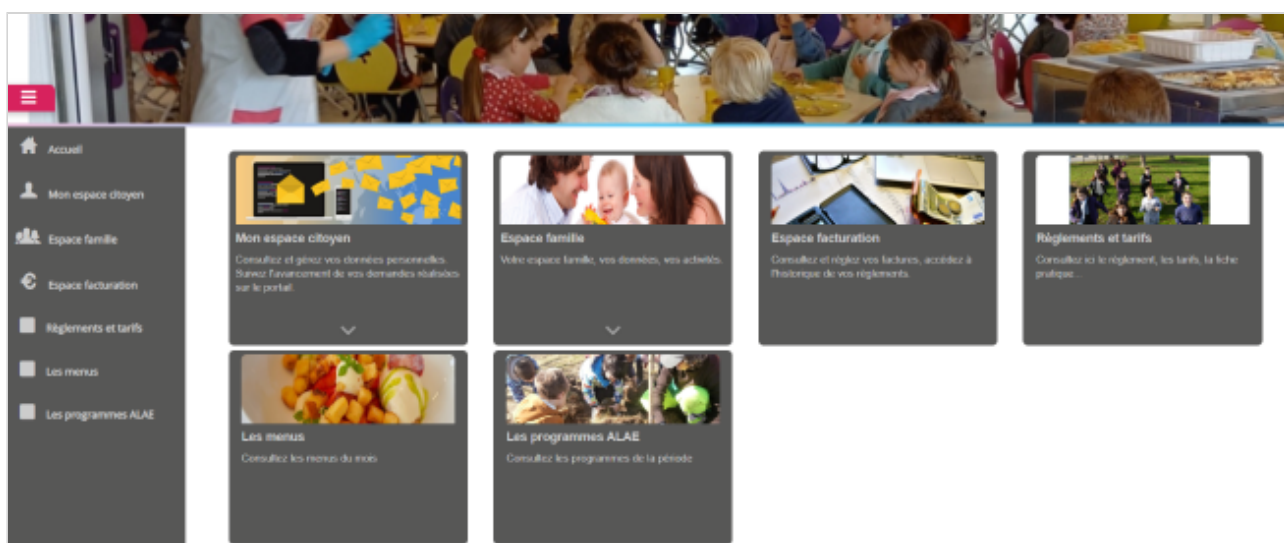 Accueil
Mon espace citoyen
Espace famille
Espace facturation
Règlements et tarifs
Les menus
Les programmes ALAE
Mon espace citoyen
Consultez et gérez vos données personnelles.
Suivez l'avancement de vos demandes réalisées
sur le portail.
Espace famille
Votre espace famille, vos données, vos activités.
Espace facturation
Consultez et réglez vos factures, accédez à
l'historique de vos règlements.
Règlements et tarifs
Consultez ici le règlement, les tarifs, la fiche
pratique...
Les menus
Consultez les menus du mois
Les programmes ALAE
Consultez les programmes de la période